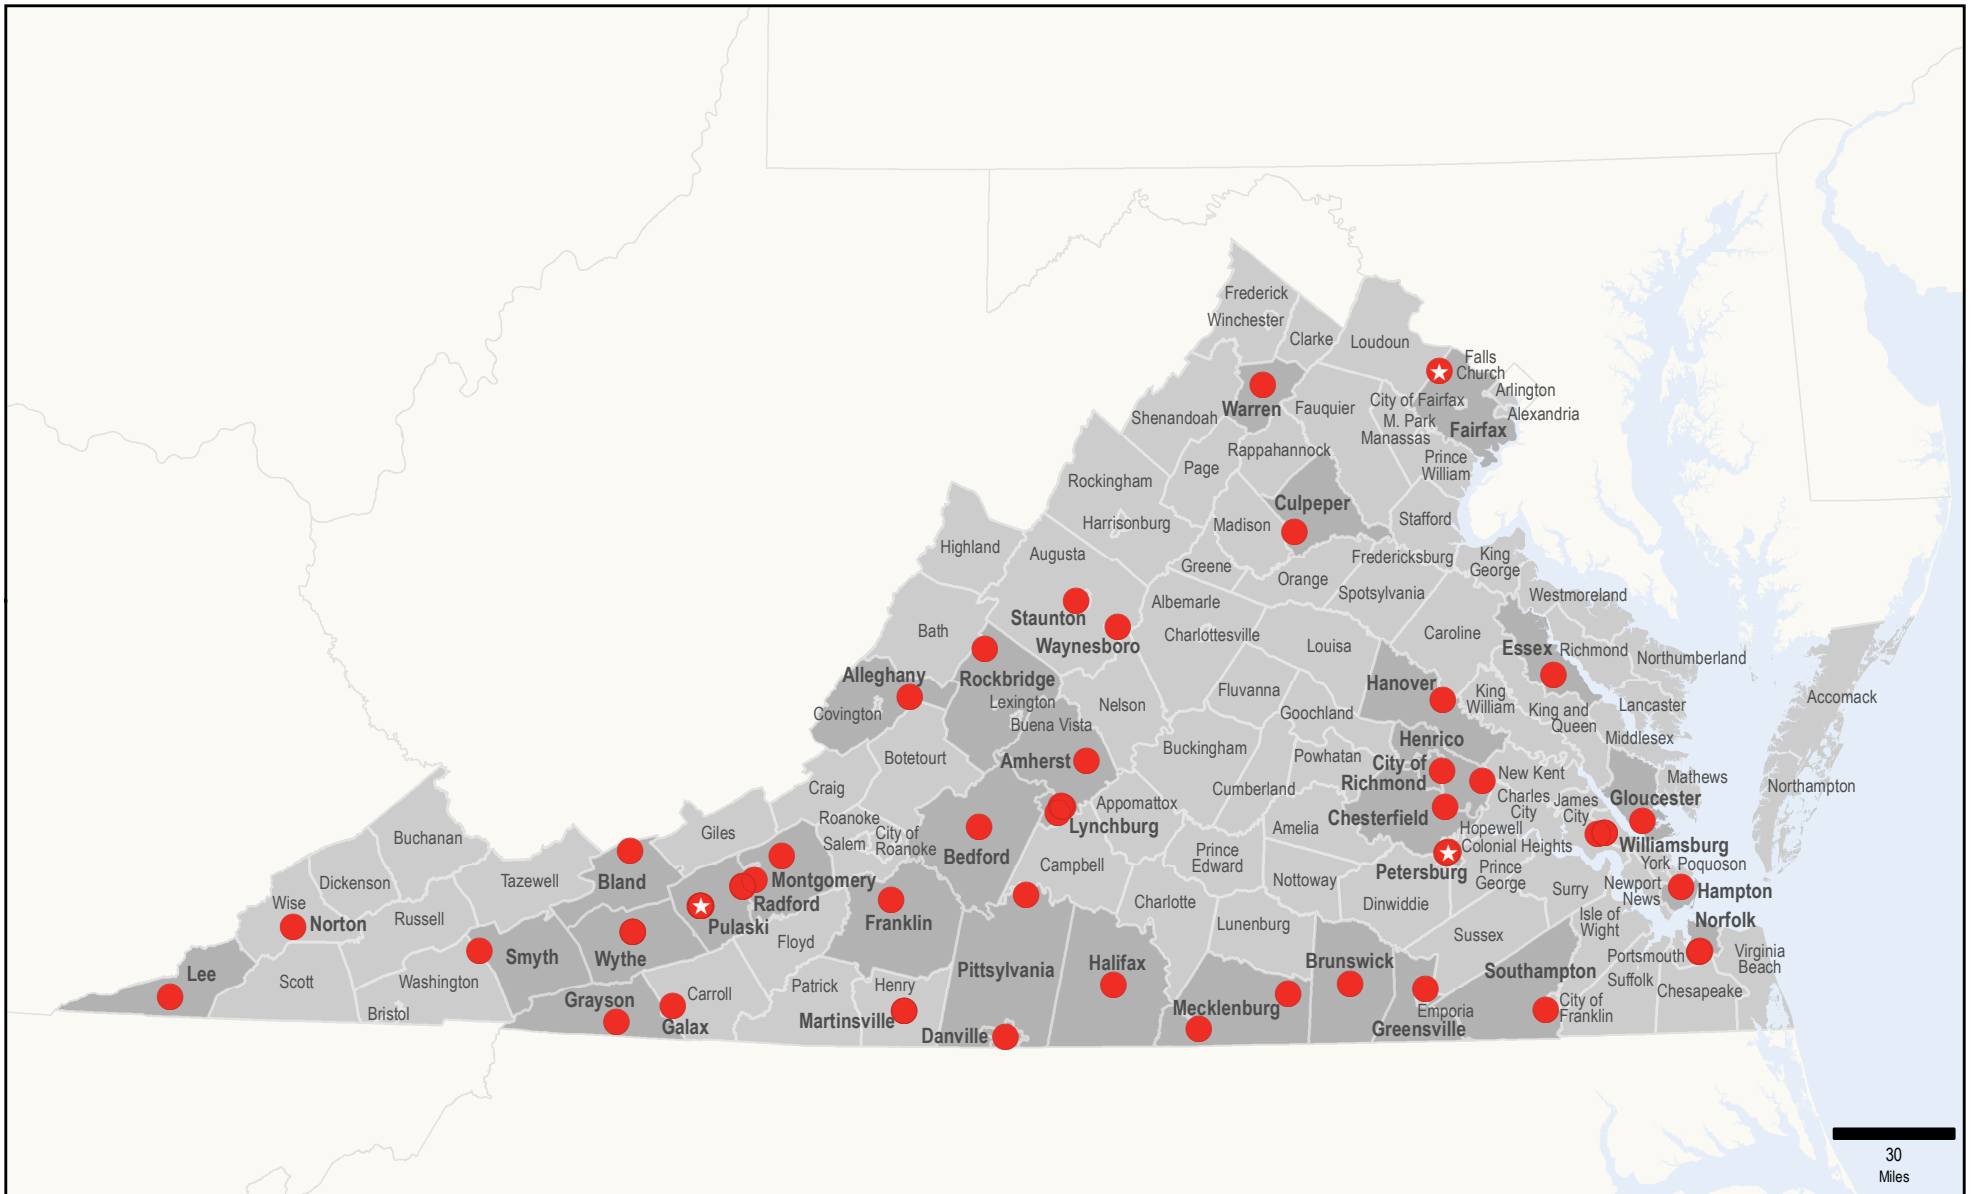 Frederick
Winchester
Clarke
Loudoun
Falls
Church
Arlington
City of Fairfax
Alexandria
M. Park
Manassas
Fairfax
Warren
Fauquier
Shenandoah
Rappahannock
Prince
William
Page
Rockingham
Culpeper
Harrisonburg
Madison
Stafford
Highland
Augusta
Fredericksburg
King
George
Greene
Orange
Spotsylvania
Westmoreland
Albemarle
Staunton
Bath
Waynesboro
Charlottesville
Louisa
Caroline
Essex
Richmond
Northumberland
Alleghany
Rockbridge
Lexington
Covington
Buena Vista
Nelson
Fluvanna
Goochland
Hanover
King
William
King and
Queen
Lancaster
Middlesex
Accomack
Henrico
Botetourt
Amherst
Buckingham
Powhatan
City of
Richmond
New Kent
Mathews
Northampton
Craig
Cumberland
Charles
City
James
City
Gloucester
Roanoke
Appomattox
Lynchburg
Chesterfield
Amelia
Hopewell
Colonial Heights
Williamsburg
Buchanan
Giles
Salem
City of
Roanoke
Bedford
Campbell
Prince
Edward
Petersburg
Prince
George
York
Poquoson
Dickenson
Tazewell
Bland
Montgomery
Radford
Nottoway
Surry
Newport
News
Hampton
Wise
Norton
Russell
Pulaski
Franklin
Charlotte
Dinwiddie
Isle of
Wight
Norfolk
Lunenburg
Floyd
Sussex
Lee
Smyth
Wythe
Portsmouth
Virginia
Beach
Scott
Washington
Pittsylvania
Halifax
Brunswick
Southampton
Suffolk
Chesapeake
Bristol
Grayson
Carroll
Galax
Patrick
Henry
Martinsville
Danville
Mecklenburg
Emporia
Greensville
City of
Franklin
30
Miles